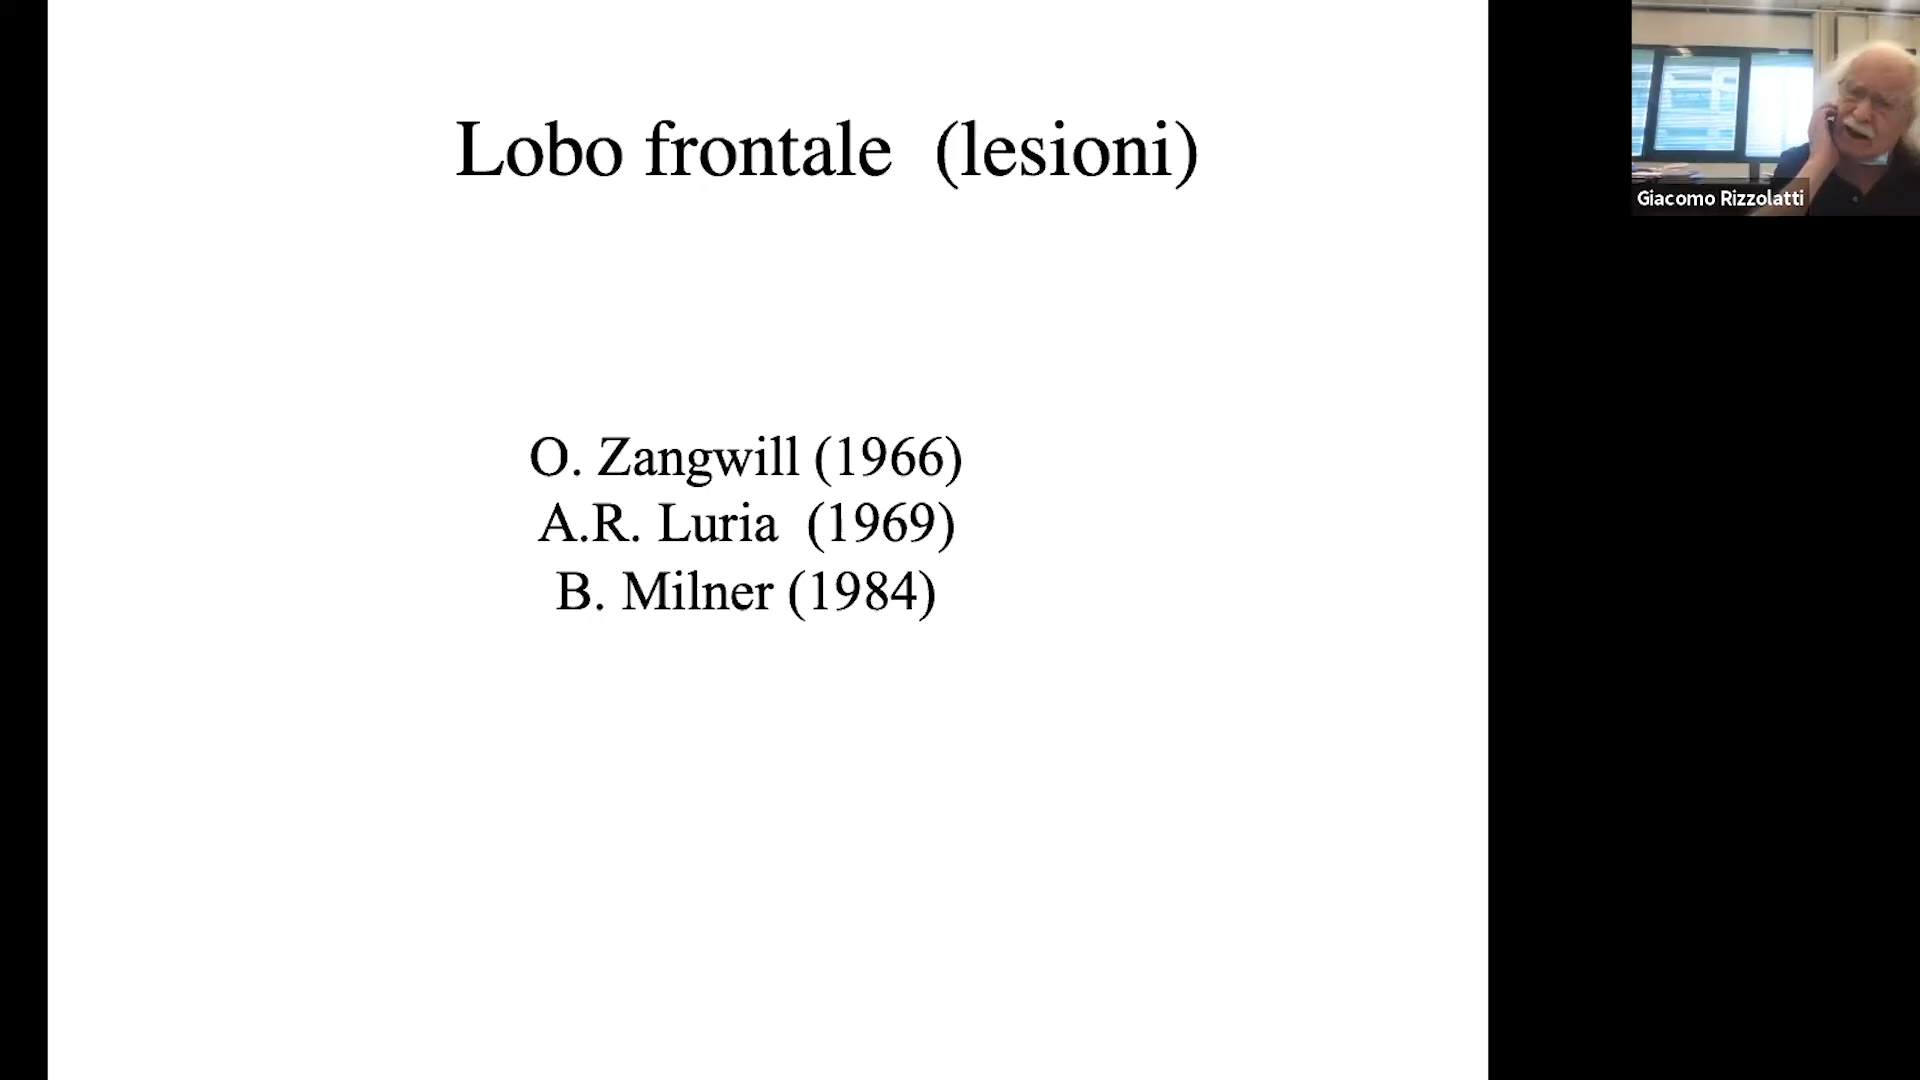 Lobo frontale (lesioni)
O. Zangwill (1966)
A.R. Luria (1969)
B. Milner (1984)
Giacomo Rizzolatti